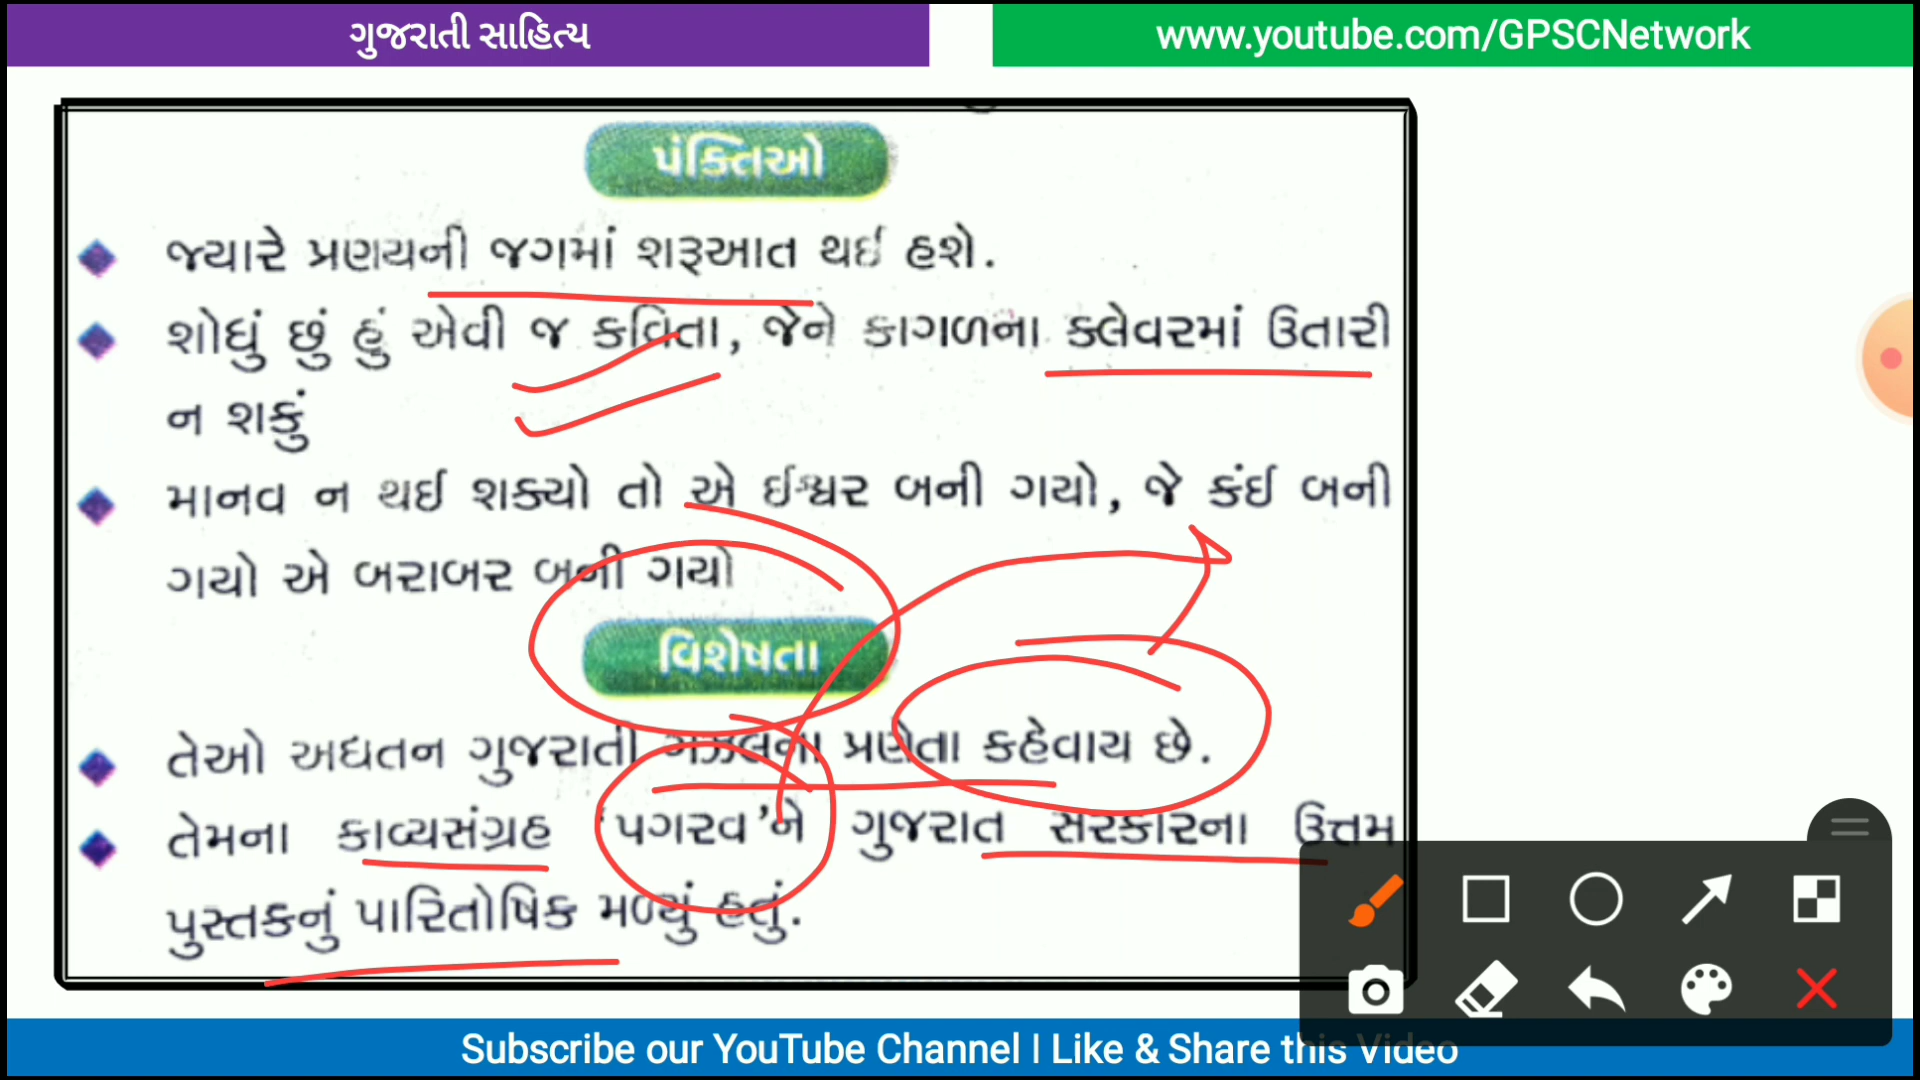 ગુજરાતી સાહિત્ય
www.youtube.com/GPSCNetwork
પંક્તિઓ
જ્યારે પ્રણયની જગમાં શરૂઆત થઈ હશે.
શોધું છું હું એવી જ કવિતા, જેને કાગળના ક્લેવરમાં ઉતારી
ન શકું
માનવ ન થઈ શક્યો તો એ ઈશ્વર બની ગયો, જે કંઈ બની
ગયો એ બરાબર બની ગયો
વિશેષતા
તેઓ અદ્યતન ગુજરાતી ગઝલના પ્રણેતા કહેવાય છે.
તેમના કાવ્યસંગ્રહ ‘પગરવ’ને ગુજરાત સરકારના ઉત્તમ
પુસ્તકનું પારિતોષિક મળ્યું હતું.
Subscribe our YouTube Channel | Like & Share this Video